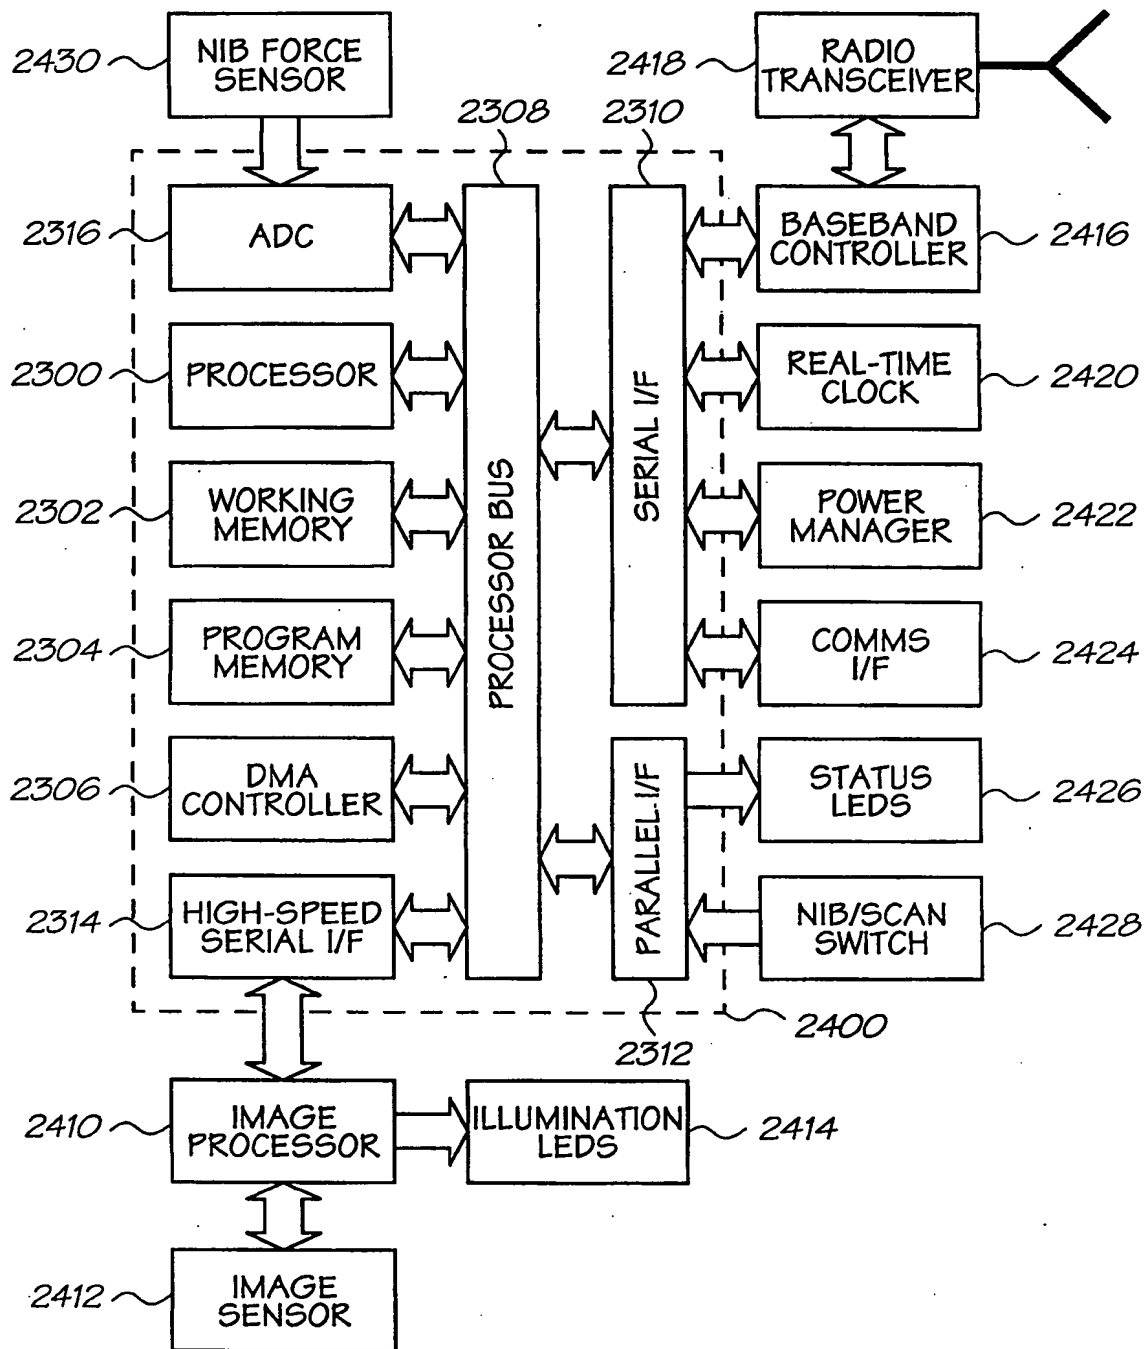 2430
NIB FORCE
SENSOR
2418
RADIO
TRANSCEIVER
2308
2310
2316
ADC
BASEBAND
CONTROLLER
2416
2300
PROCESSOR
REAL-TIME
CLOCK
2420
2302
WORKING
MEMORY
PROCESSOR BUS
SERIAL I/F
POWER
MANAGER
2422
2304
PROGRAM
MEMORY
COMMS
I/F
2424
2306
DMA
CONTROLLER
PARALLEL-I/F
STATUS
LEDS
2426
2314
HIGH-SPEED
SERIAL I/F
NIB/SCAN
SWITCH
2428
2312
2400
2410
IMAGE
PROCESSOR
ILLUMINATION
LEDS
2414
2412
IMAGE
SENSOR